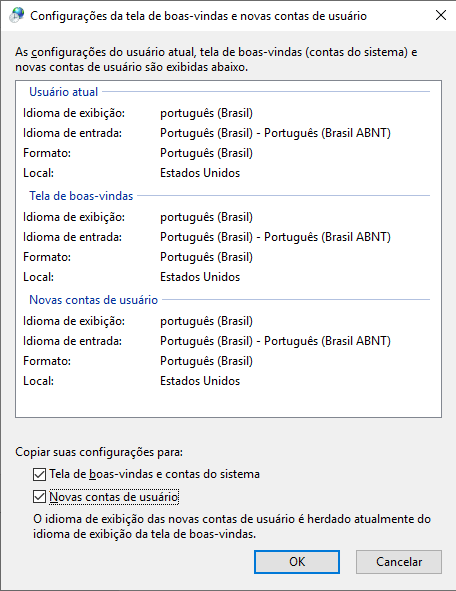 Configurações da tela de boas-vindas e novas contas de usuário
As configurações do usuário atual, tela de boas-vindas (contas do sistema) e
novas contas de usuário são exibidas abaixo.
Usuário atual
Idioma de exibição: português (Brasil)
Idioma de entrada: Português (Brasil) - Português (Brasil ABNT)
Formato: Português (Brasil)
Local: Estados Unidos
Tela de boas-vindas
Idioma de exibição: português (Brasil)
Idioma de entrada: Português (Brasil) - Português (Brasil ABNT)
Formato: Português (Brasil)
Local: Estados Unidos
Novas contas de usuário
Idioma de exibição: português (Brasil)
Idioma de entrada: Português (Brasil) - Português (Brasil ABNT)
Formato: Português (Brasil)
Local: Estados Unidos
Copiar suas configurações para:
Tela de boas-vindas e contas do sistema
Novas contas de usuário
O idioma de exibição das novas contas de usuário é herdado atualmente do
idioma de exibição da tela de boas-vindas.
OK Cancelar